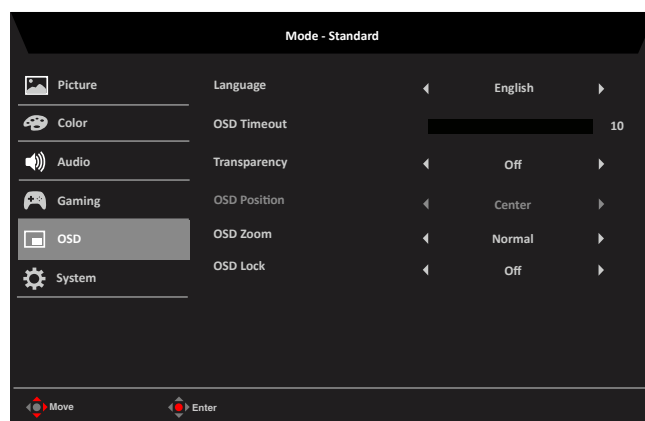 Mode - Standard
Picture
Language English
Color
OSD Timeout 10
Audio
Transparency Off
Gaming
OSD Position Center
OSD
OSD Zoom Normal
System
OSD Lock Off
Move Enter